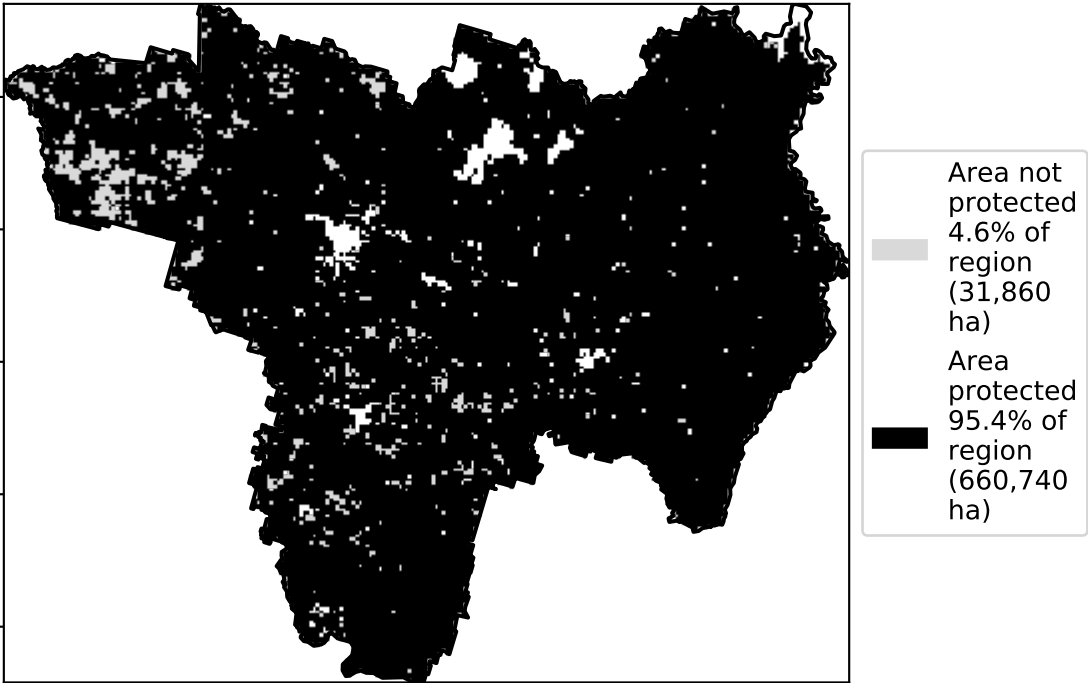 Area not
protected
4.6% of
region
(31,860
ha)
Area
protected
95.4% of
region
(660,740
ha)